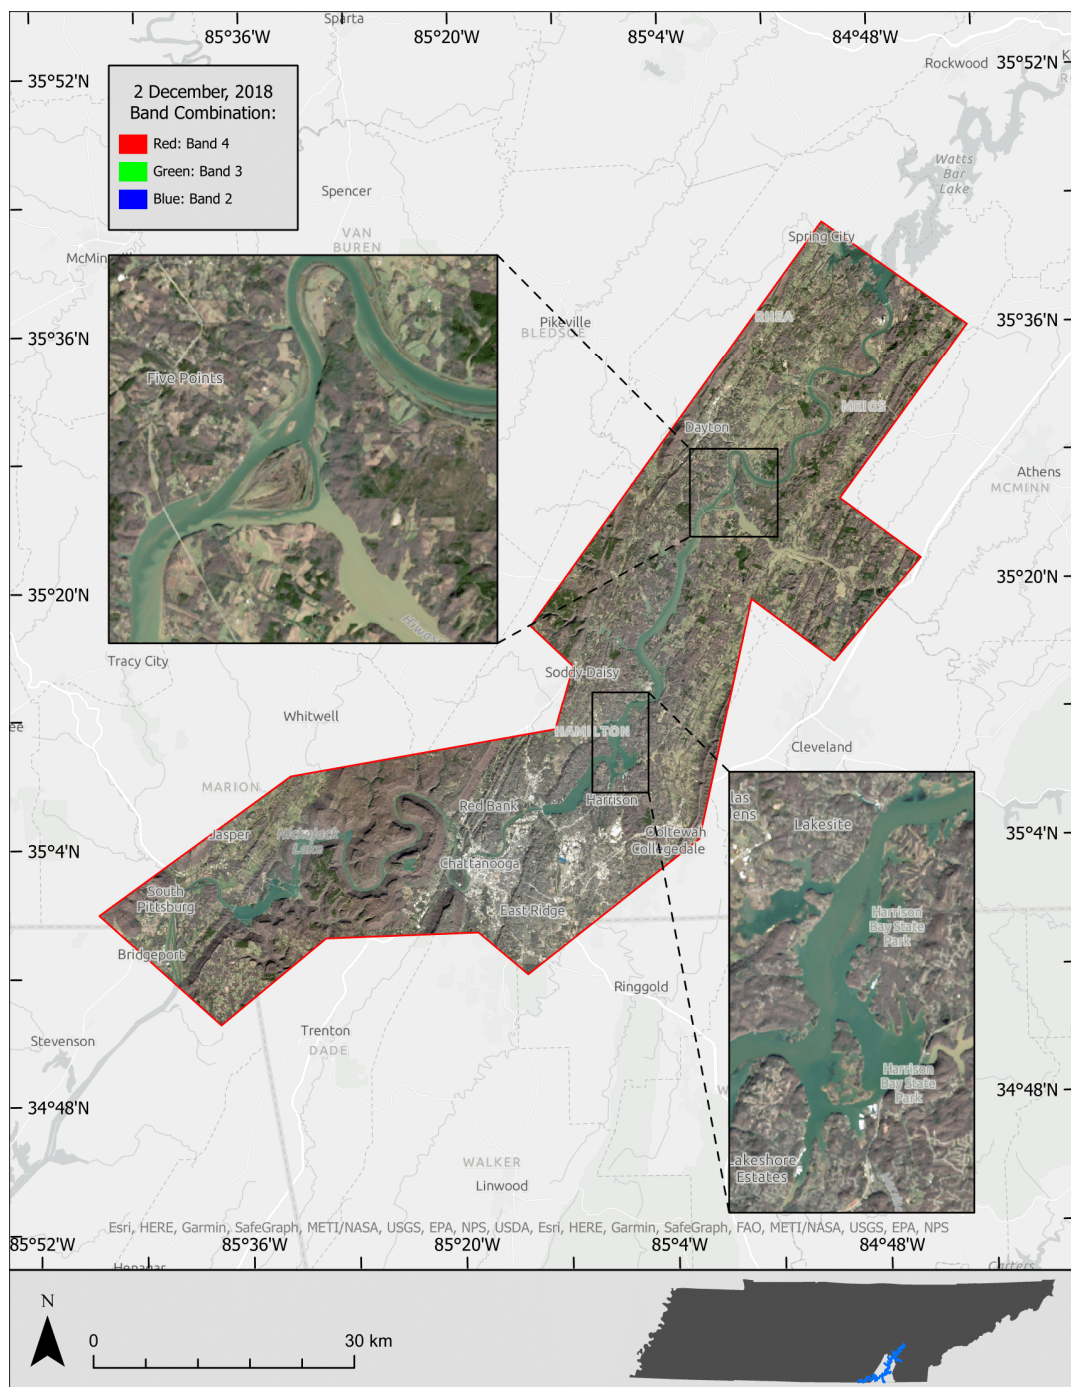 Sparta
85°36'W
85°20'W
85°4'W
84°48'W
35°52'N
Rockwood
35°52'N
2 December, 2018
Band Combination:
Red: Band 4
Green: Band 3
Blue: Band 2
Watts
Bar
Lake
Spencer
VAN
BUREN
Spring City
Pikeville
BLEDSOE
RHEA
35°36'N
35°36'N
Five Points
MEIGS
Dayton
Athens
MCMINN
35°20'N
35°20'N
Tracy City
Soddy-Daisy
Whitwell
HAMILTON
Cleveland
MARION
Red Bank
Harrison
Jasper
Nickajack
Lake
Ooltewah
Collegedale
35°4'N
35°4'N
Chattanooga
South
Pittsburg
East Ridge
Bridgeport
Lakesite
Harrison
Bay State
Park
Ringgold
Stevenson
Trenton
DADE
Harrison
Bay State
Park
34°48'N
34°48'N
WALKER
Linwood
Lakeshore
Estates
Esri, HERE, Garmin, SafeGraph, METI/NASA, USGS, EPA, NPS, USDA, Esri, HERE, Garmin, SafeGraph, FAO, METI/NASA, USGS, EPA, NPS
85°52'W
85°36'W
85°20'W
85°4'W
84°48'W
N
0
30 km